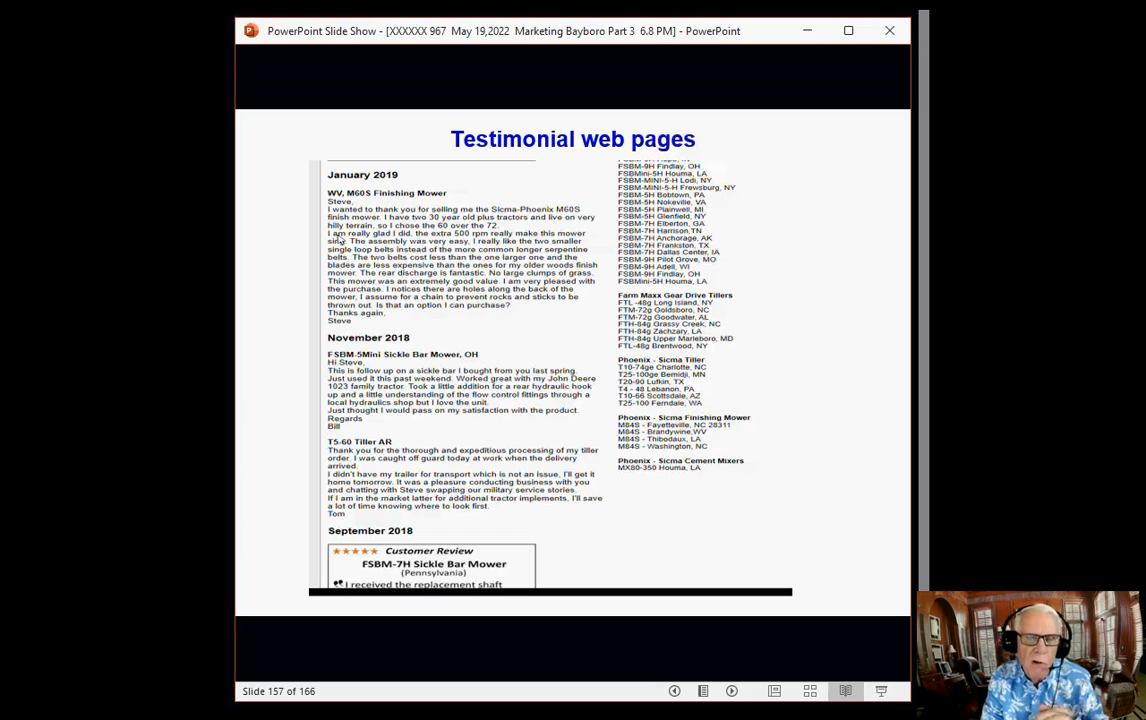 PowerPoint Slide Show - [XXXXXX 967 May 19,2022 Marketing Bayboro Part 3 6.8 PM] - PowerPoint
Testimonial web pages
January 2019
WV, M60S Finishing Mower
Steve,
I wanted to thank you for selling me the Sicma-Phoenix M60S
finish mower. I have two 30 year old plus tractors and live on very
hilly terrain, so I chose the 60 over the 72.
I am really glad I did, the extra 500 rpm really make this mower
sing. The assembly was very easy, I really like the two smaller
single loop belts instead of the more common longer serpentine
belts. The two belts cost less than the one larger one and the
blades are less expensive than the ones for my older woods finish
mower. The rear discharge is fantastic. No large clumps of grass.
This mower was an extremely good value. I am very pleased with
the purchase. I notices there are holes along the back of the
mower, I assume for a chain to prevent rocks and sticks to be
thrown out. Is that an option I can purchase?
Thanks again,
Steve
November 2018
FSBM-5Mini Sickle Bar Mower, OH
Hi Steve,
This is follow up on a sickle bar I bought from you last spring.
Just used it this past weekend. Worked great with my John Deere
1023 family tractor. Took a little addition for a rear hydraulic hook
up and a little understanding of the flow control fittings through a
local hydraulics shop but I love the unit.
Just thought I would pass on my satisfaction with the product.
Regards
Bill
T5-60 Tiller AR
Thank you for the thorough and expeditious processing of my tiller
order. I was caught off guard today at work when the delivery
arrived.
I didn't have my trailer for transport which is not an issue, I'll get it
home tomorrow. It was a pleasure conducting business with you
and chatting with Steve swapping our military service stories.
If I am in the market latter for additional tractor implements, I'll save
a lot of time knowing where to look first.
Tom
September 2018
Customer Review
FSBM-7H Sickle Bar Mower
(Pennsylvania)
I received the replacement shaft
FSBM-9H Findlay, OH
FSBMini-5H Houma, LA
FSBM-MINI-5-H Lodi, NY
FSBM-MINI-5-H Frewsburg, NY
FSBM-5H Bobtown, PA
FSBM-5H Nokeville, VA
FSBM-5H Plainwell, MI
FSBM-5H Glenfield, NY
FSBM-7H Elberton, GA
FSBM-7H Harrison,TN
FSBM-7H Anchorage, AK
FSBM-7H Frankston, TX
FSBM-7H Dallas Center, IA
FSBM-9H Pilot Grove, MO
FSBM-9H Adell, WI
FSBM-9H Findlay, OH
FSBMini-5H Houma, LA
Farm Maxx Gear Drive Tillers
FTL -48g Long Island, NY
FTM-72g Goldsboro, NC
FTM-72g Goodwater, AL
FTH-84g Grassy Creek, NC
FTH-84g Zachzary, LA
FTH-84g Upper Marleboro, MD
FTL-48g Brentwood, NY
Phoenix - Sicma Tiller
T10-74ge Charlotte, NC
T25-100ge Bemidji, MN
T20-90 Lufkin, TX
T4 - 48 Lebanon, PA
T10-66 Scottsdale, AZ
T25-100 Ferndale, WA
Phoenix - Sicma Finishing Mower
M84S - Fayetteville, NC 28311
M84S - Brandywine,WV
M84S - Thibodaux, LA
M84S - Washington, NC
Phoenix - Sicma Cement Mixers
MX80-350 Houma, LA
Slide 157 of 166